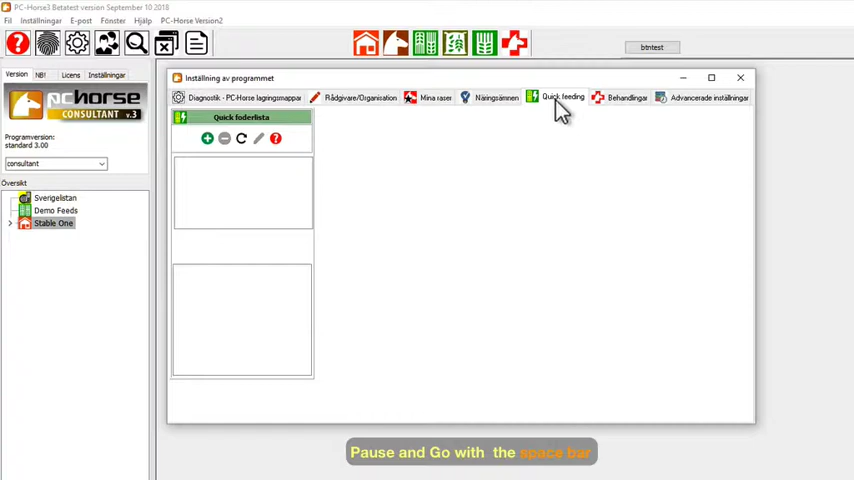 PC-Horse3 Betatest version September 10 2018
Fil Inställningar E-post Fönster Hjälp PC-Horse Version2
btntest
Version NB! Licens Inställningar
pchorse
CONSULTANT v.3
Programversion:
standard 3.00
consultant
Översikt
Sverigelistan
Demo Feeds
Stable One
Inställning av programmet
Diagnostik - PC-Horse lagringsmappar Rådgivare/Organisation Mina raser Näringsämnen Quick feeding Behandlingar Advancerade inställningar
Quick foderlista
Pause and Go with the space bar